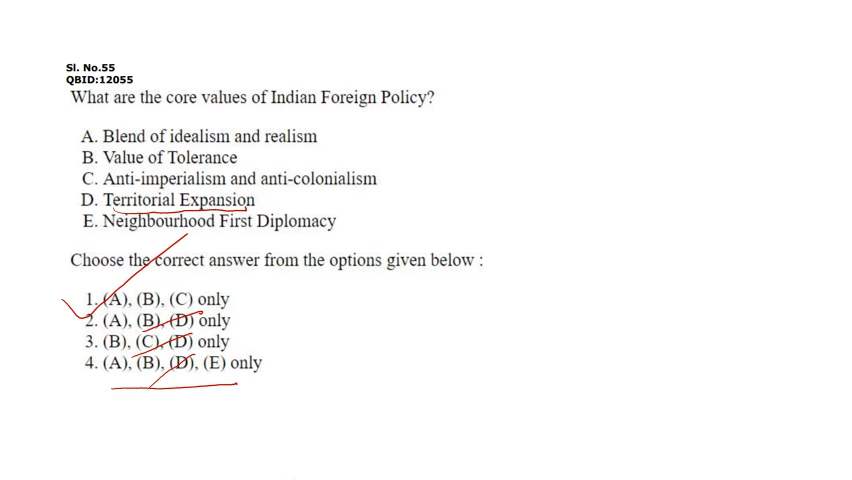 Sl. No.55
QBID:12055
What are the core values of Indian Foreign Policy?
A. Blend of idealism and realism
B. Value of Tolerance
C. Anti-imperialism and anti-colonialism
D. Territorial Expansion
E. Neighbourhood First Diplomacy
Choose the correct answer from the options given below :
1. (A), (B), (C) only
2. (A), (B), (D) only
3. (B), (C), (D) only
4. (A), (B), (D), (E) only